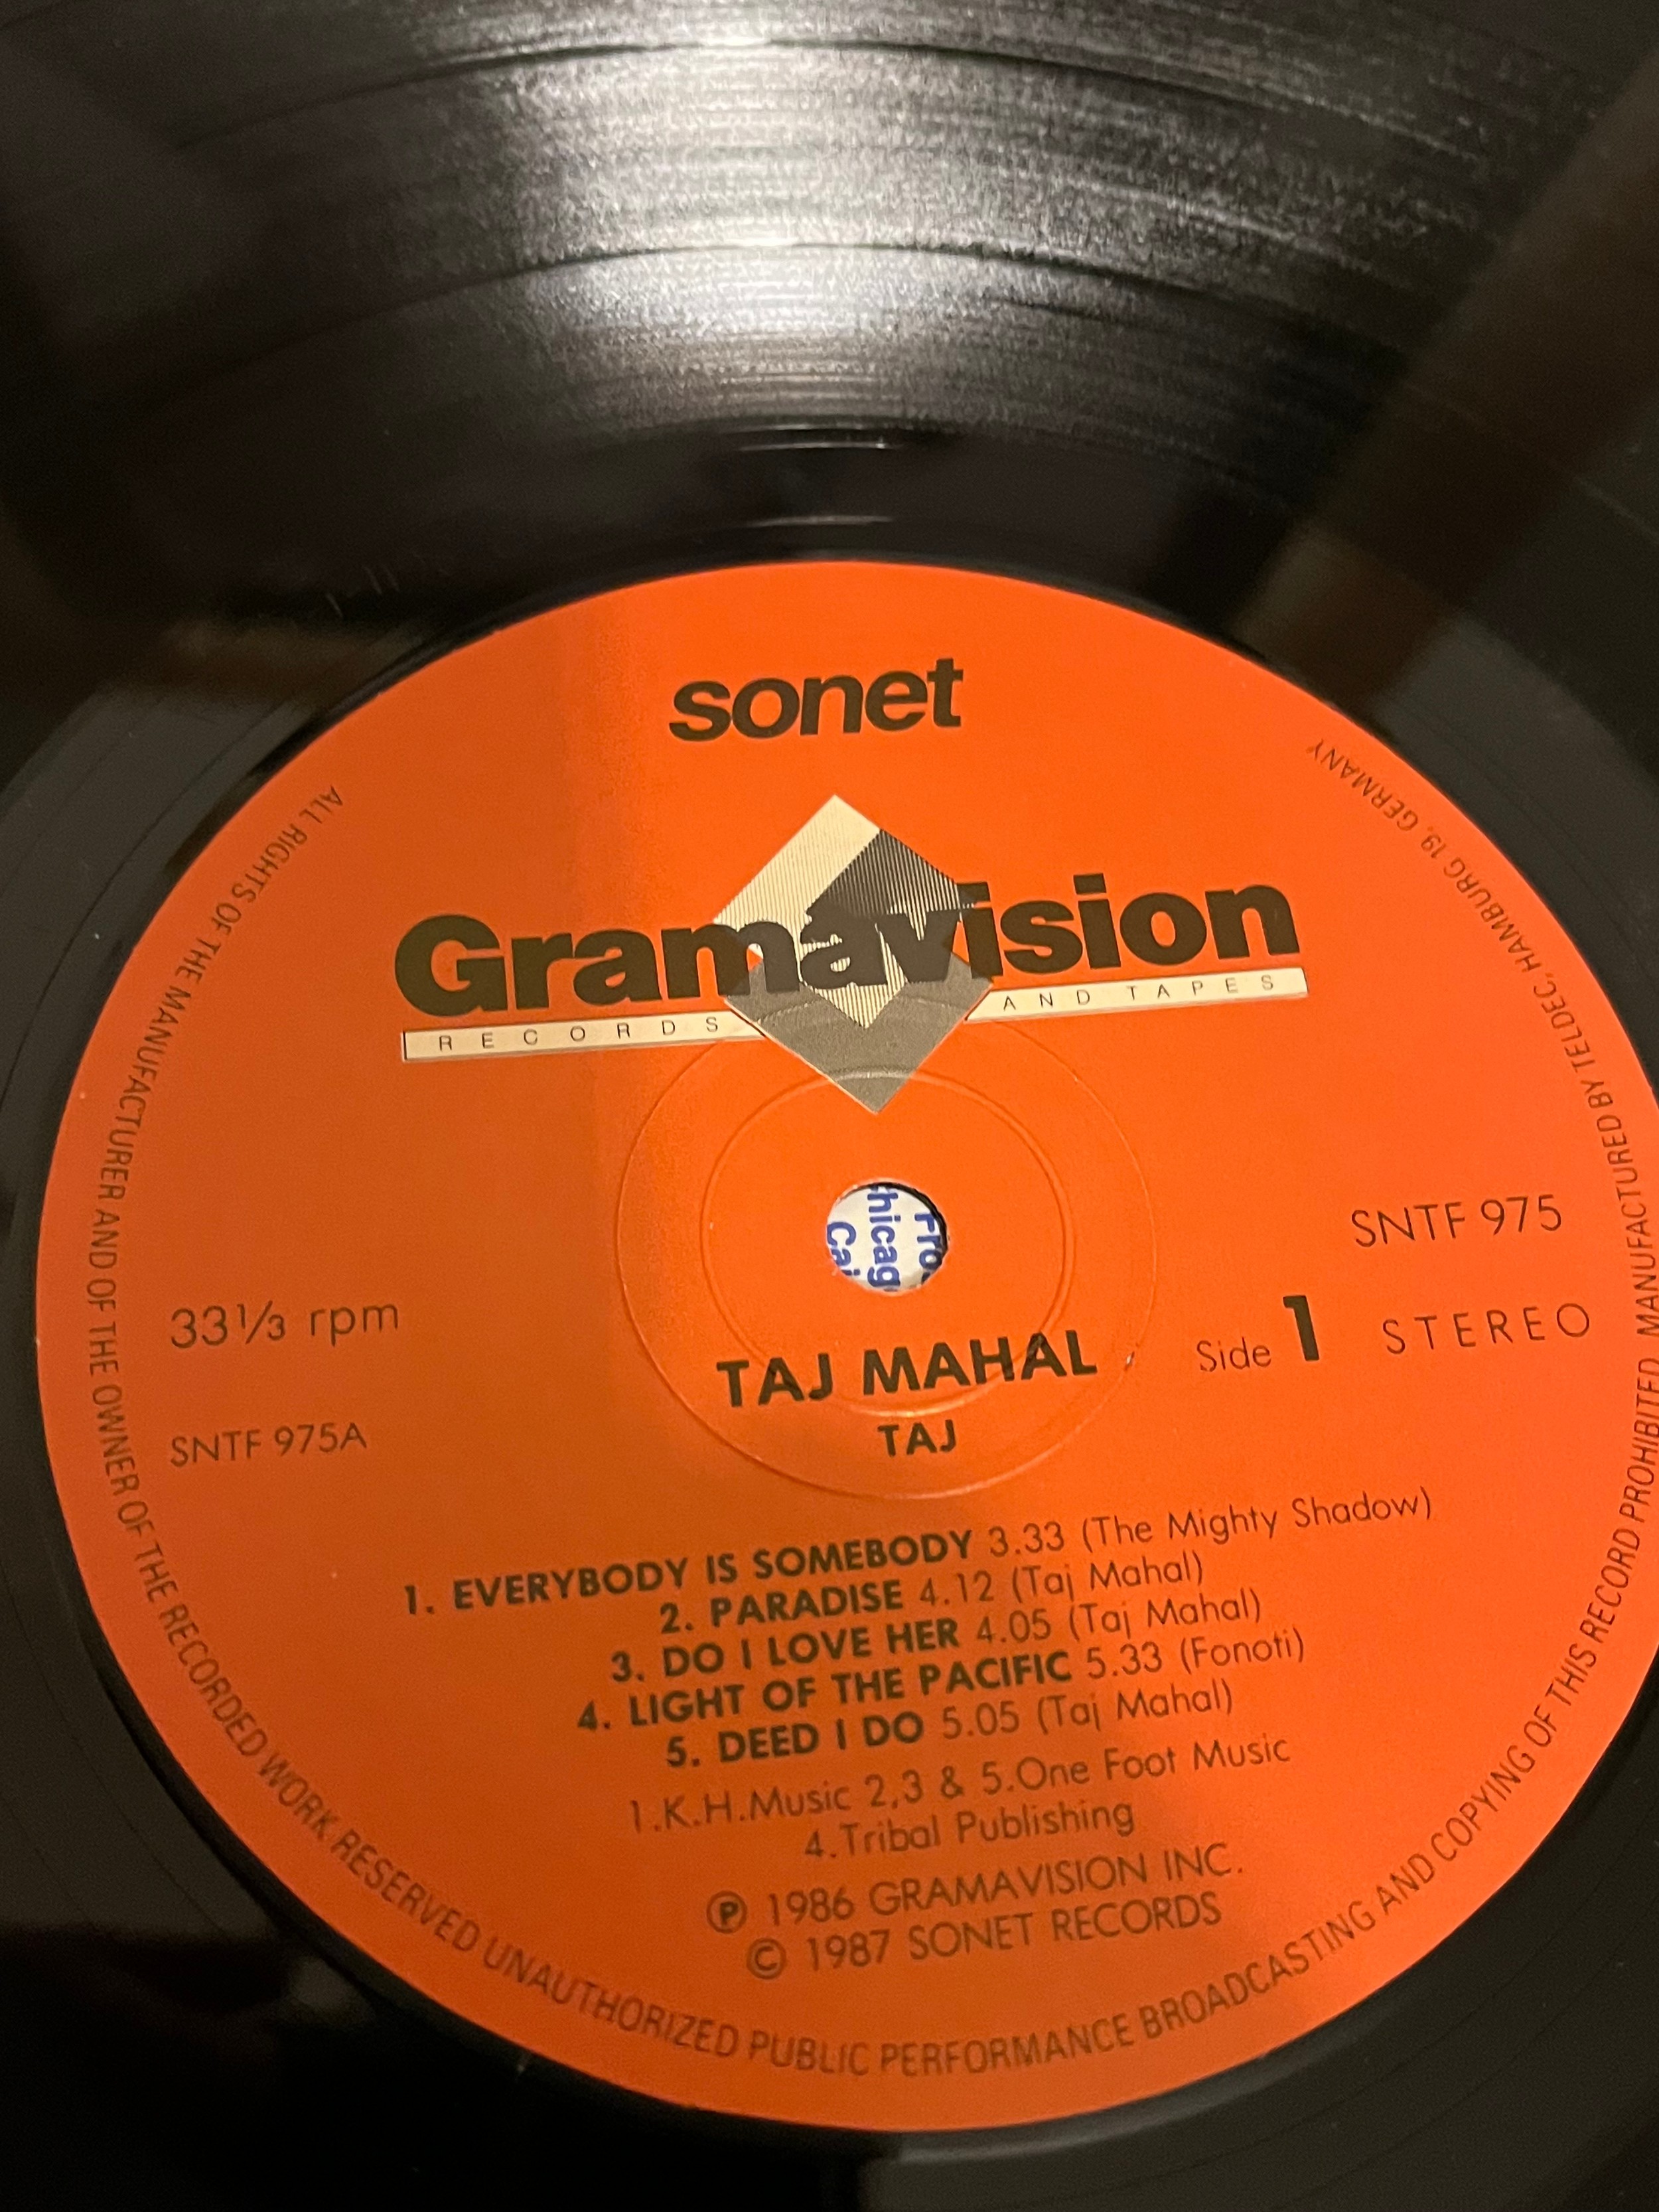 sonet
Gramavision
RECORDS AND TAPES
SNTF 975
33⅓ rpm
Side 1 STEREO
SNTF 975A
TAJ MAHAL
TAJ
1. EVERYBODY IS SOMEBODY 3.33 (The Mighty Shadow)
2. PARADISE 4.12 (Taj Mahal)
3. DO I LOVE HER 4.05 (Taj Mahal)
4. LIGHT OF THE PACIFIC 5.33 (Fonoti)
5. DEED I DO 5.05 (Taj Mahal)
1.K.H.Music 2,3 & 5.One Foot Music
4.Tribal Publishing
Ⓟ 1986 GRAMAVISION INC.
© 1987 SONET RECORDS
ALL RIGHTS OF THE MANUFACTURER AND OF THE OWNER OF THE RECORDED WORK RESERVED UNAUTHORIZED PUBLIC PERFORMANCE BROADCASTING AND COPYING OF THIS RECORD PROHIBITED. MANUFACTURED BY TELDEC, HAMBURG 19, GERMANY